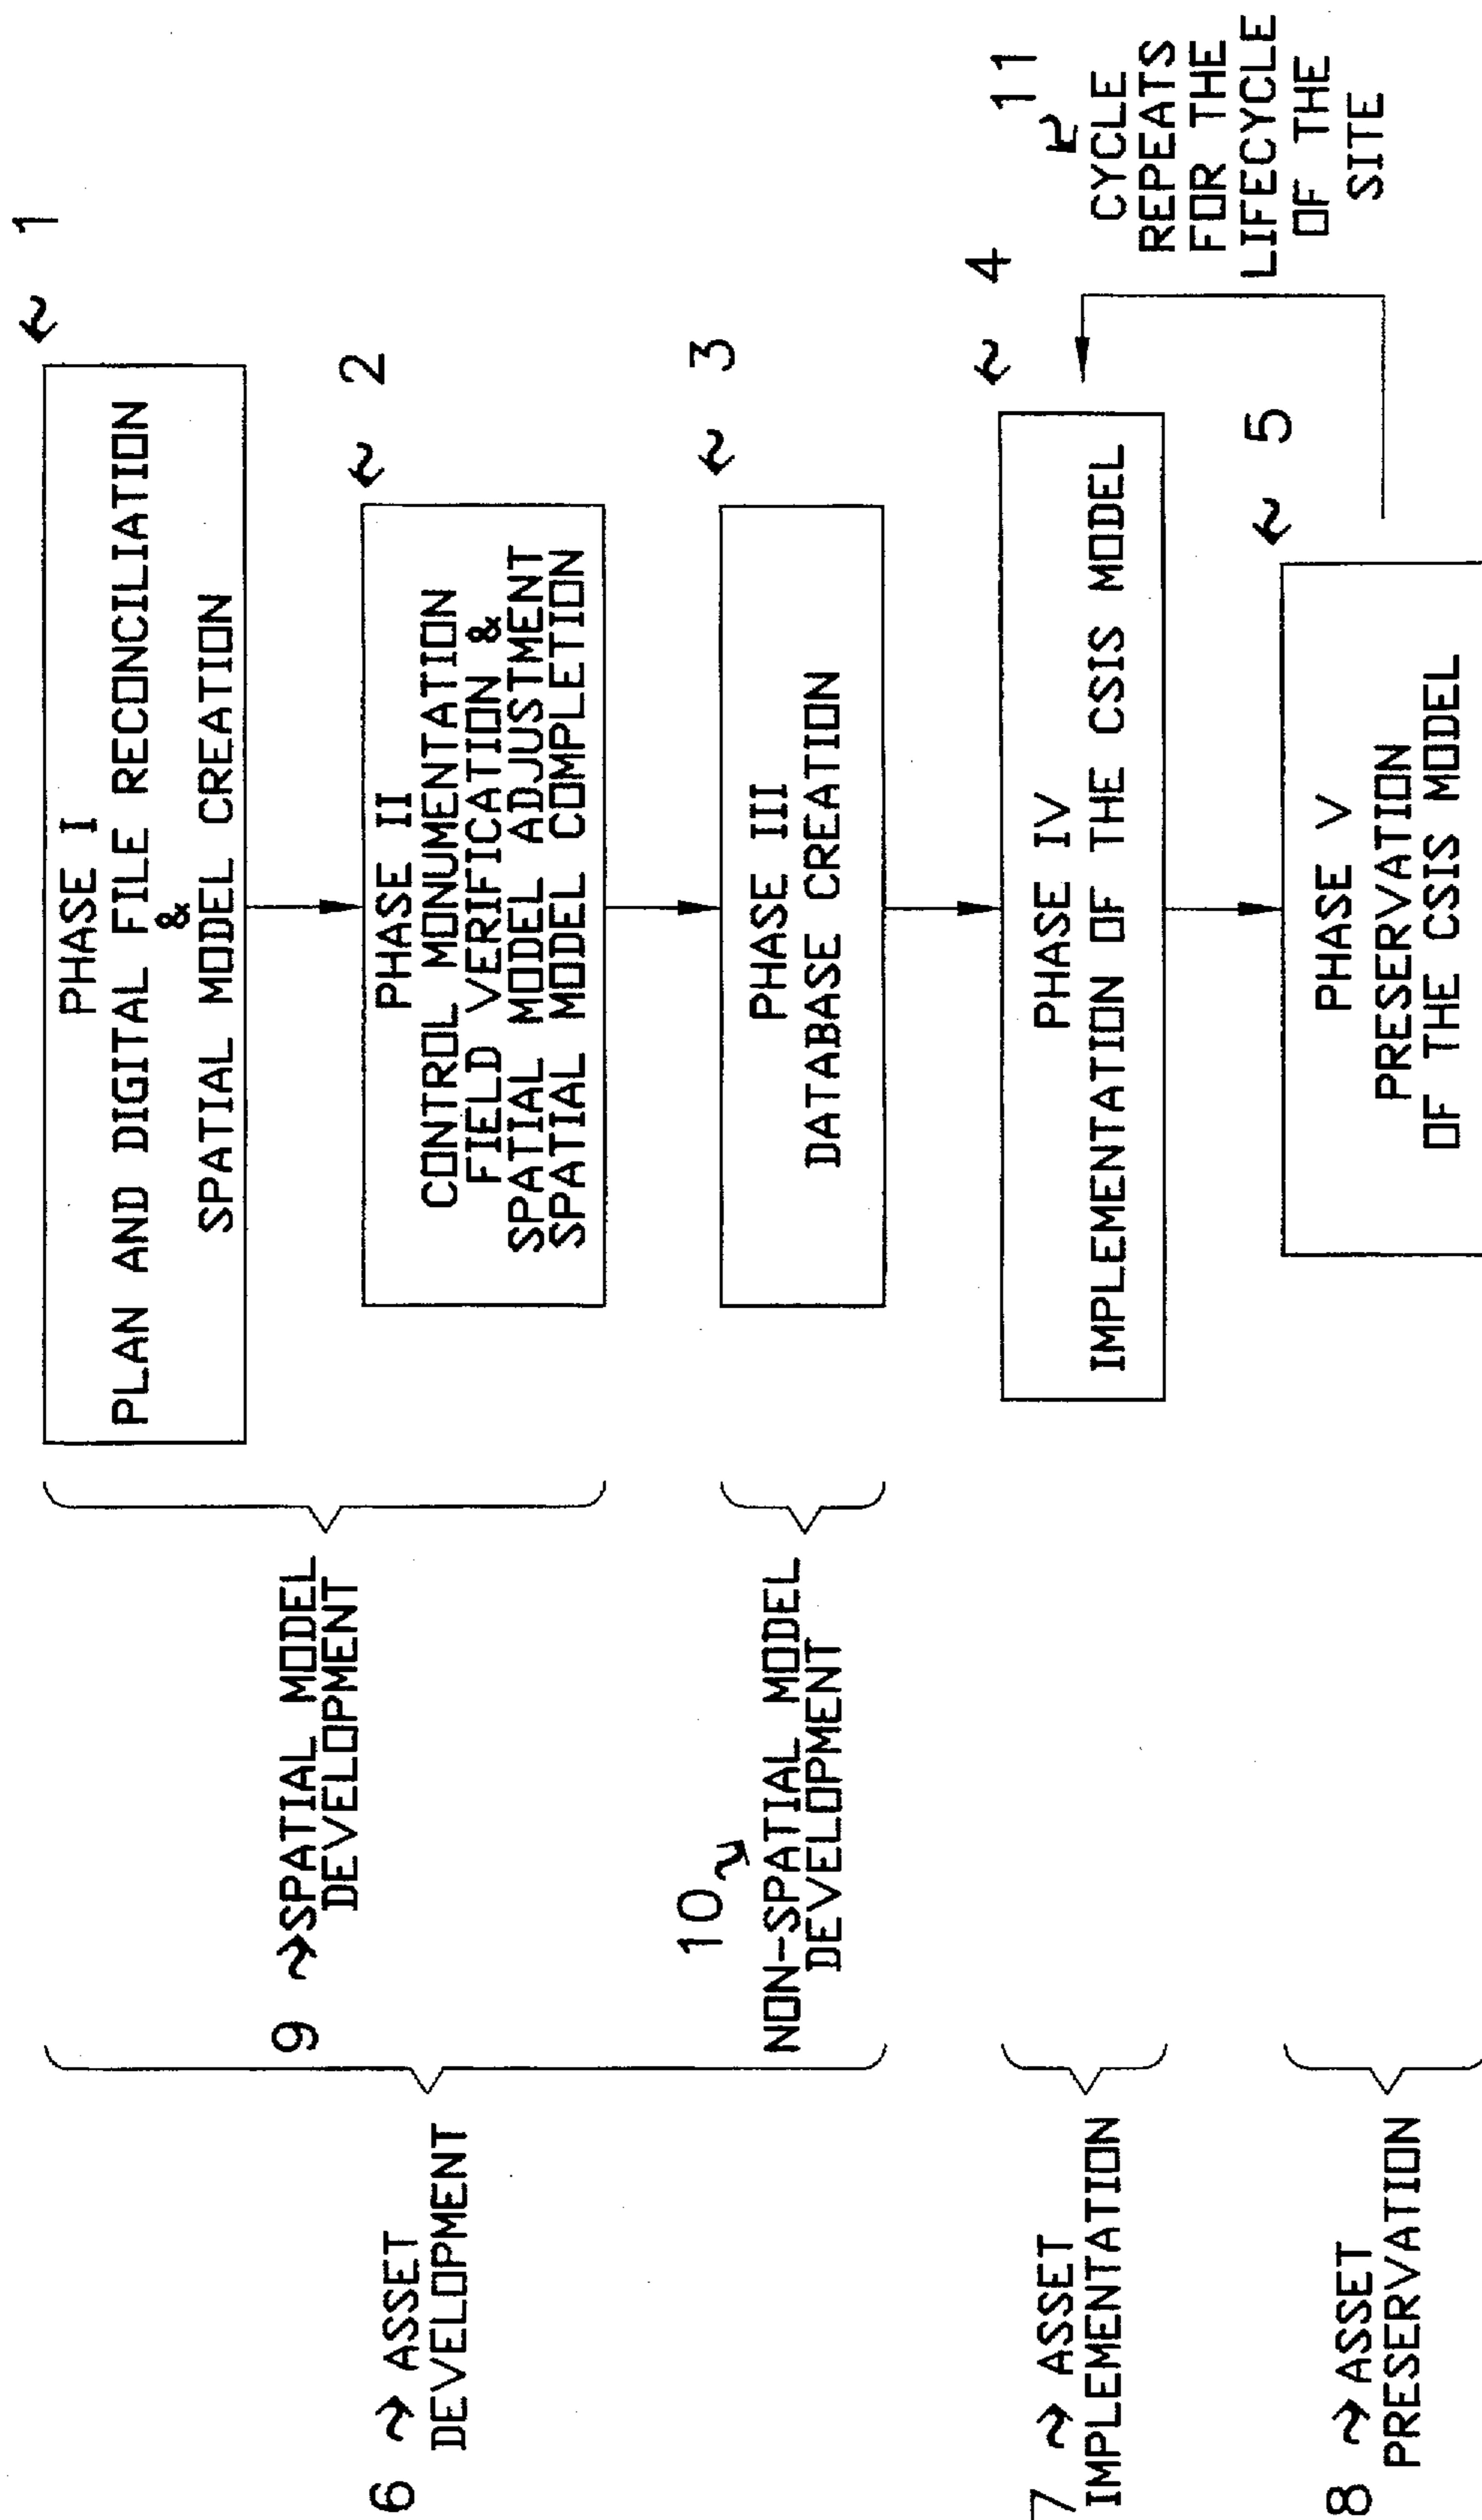 1
PHASE I
PLAN AND DIGITAL FILE RECONCILIATION
&
SPATIAL MODEL CREATION
9 SPATIAL MODEL
DEVELOPMENT
2
PHASE II
CONTROL MONUMENTATION
FIELD VERIFICATION &
SPATIAL MODEL ADJUSTMENT
SPATIAL MODEL COMPLETION
6 ASSET
DEVELOPMENT
10
NON-SPATIAL MODEL
DEVELOPMENT
3
PHASE III
DATABASE CREATION
4
7 ASSET
IMPLEMENTATION
PHASE IV
IMPLEMENTATION OF THE CSIS MODEL
11
CYCLE
REPEATS
FOR THE
LIFECYCLE
OF THE
SITE
5
8 ASSET
PRESERVATION
PHASE V
PRESERVATION
OF THE CSIS MODEL